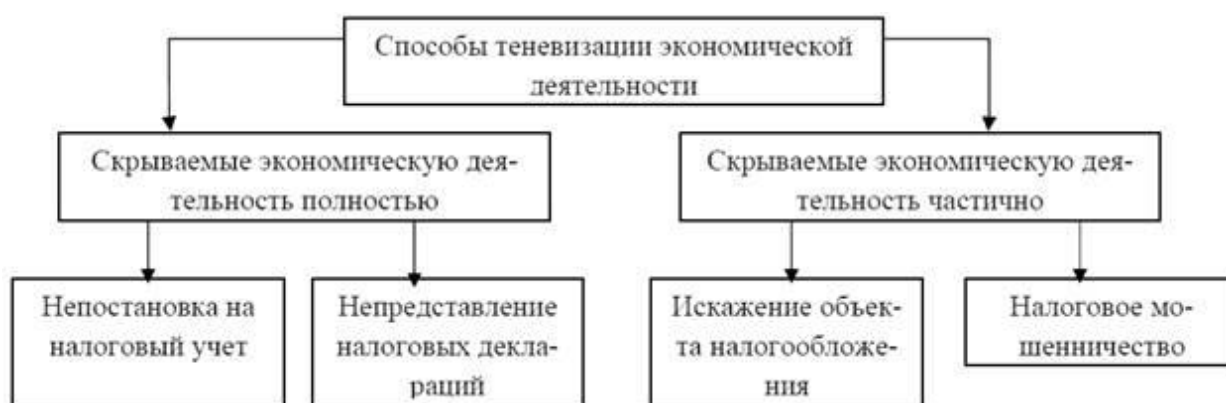 Способы теневизации экономической
деятельности
Скрываемые экономическую дея-
тельность полностью
Скрываемые экономическую дея-
тельность частично
Непостановка на
налоговый учет
Непредставление
налоговых декла-
раций
Искажение объек-
та налогообложе-
ния
Налоговое мо-
шенничество